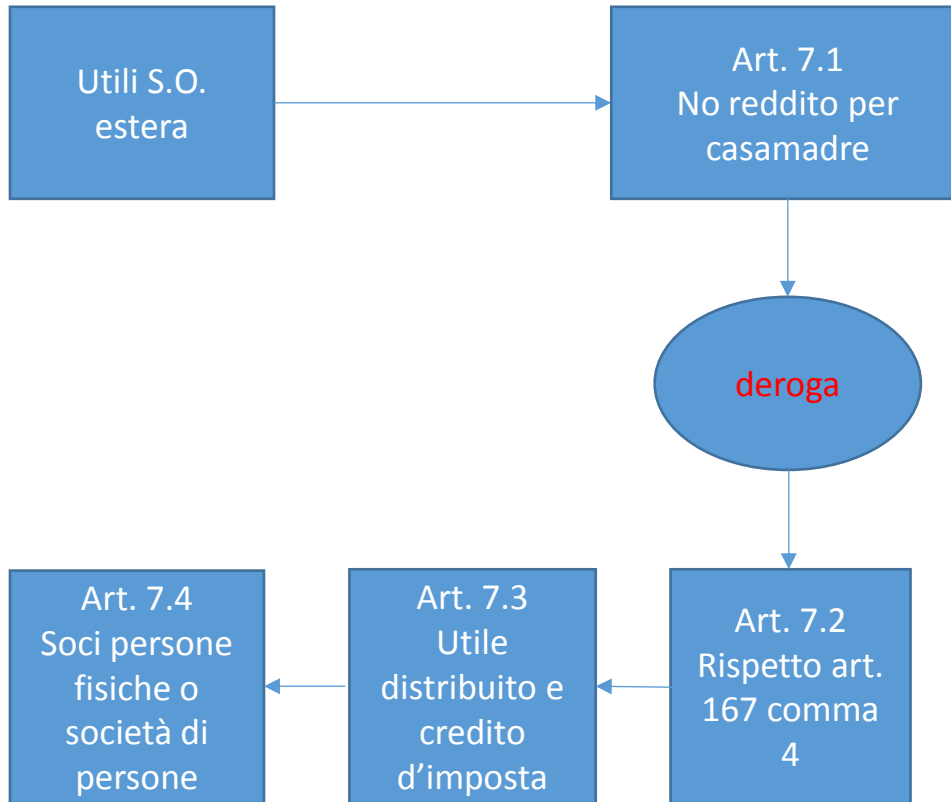 Utili S.O.
estera
Art. 7.1
No reddito per
casamadre
deroga
Art. 7.2
Rispetto art.
167 comma
4
Art. 7.3
Utile
distribuito e
credito
d’imposta
Art. 7.4
Soci persone
fisiche o
società di
persone